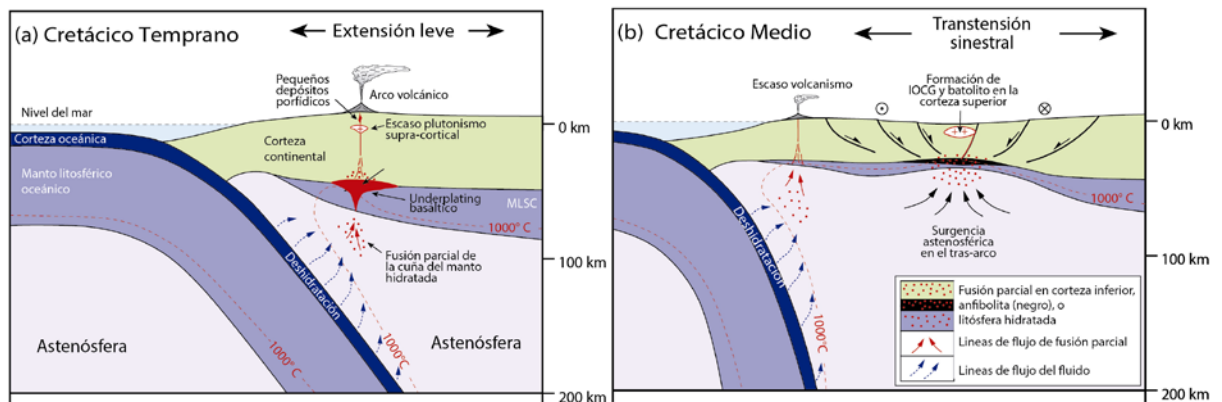 (a) Cretácico Temprano
Extensión leve
Pequeños
depósitos
porfídicos
Arco volcánico
Nivel del mar
0 km
Corteza oceánica
Escaso plutonismo
supra-cortical
Corteza
continental
Manto litosférico
oceánico
Underplating
basaltico
MLSC
1000° C
Fusión parcial de
la cuña del manto
hidratada
100 km
Deshidratación
1000°C
1000°C
Astenósfera
Astenósfera
200 km
(b) Cretácico Medio
Transtensión
sinestral
Escaso volcanismo
Formación de
IOCG y batolito en la
corteza superior
0 km
1000° C
Deshidratación
Surgencia
astenosférica
en el tras-arco
100 km
1000°C
Fusión parcial en corteza inferior,
anfibolita (negro), o
litósfera hidratada
Lineas de flujo de fusión parcial
Lineas de flujo del fluido
200 km